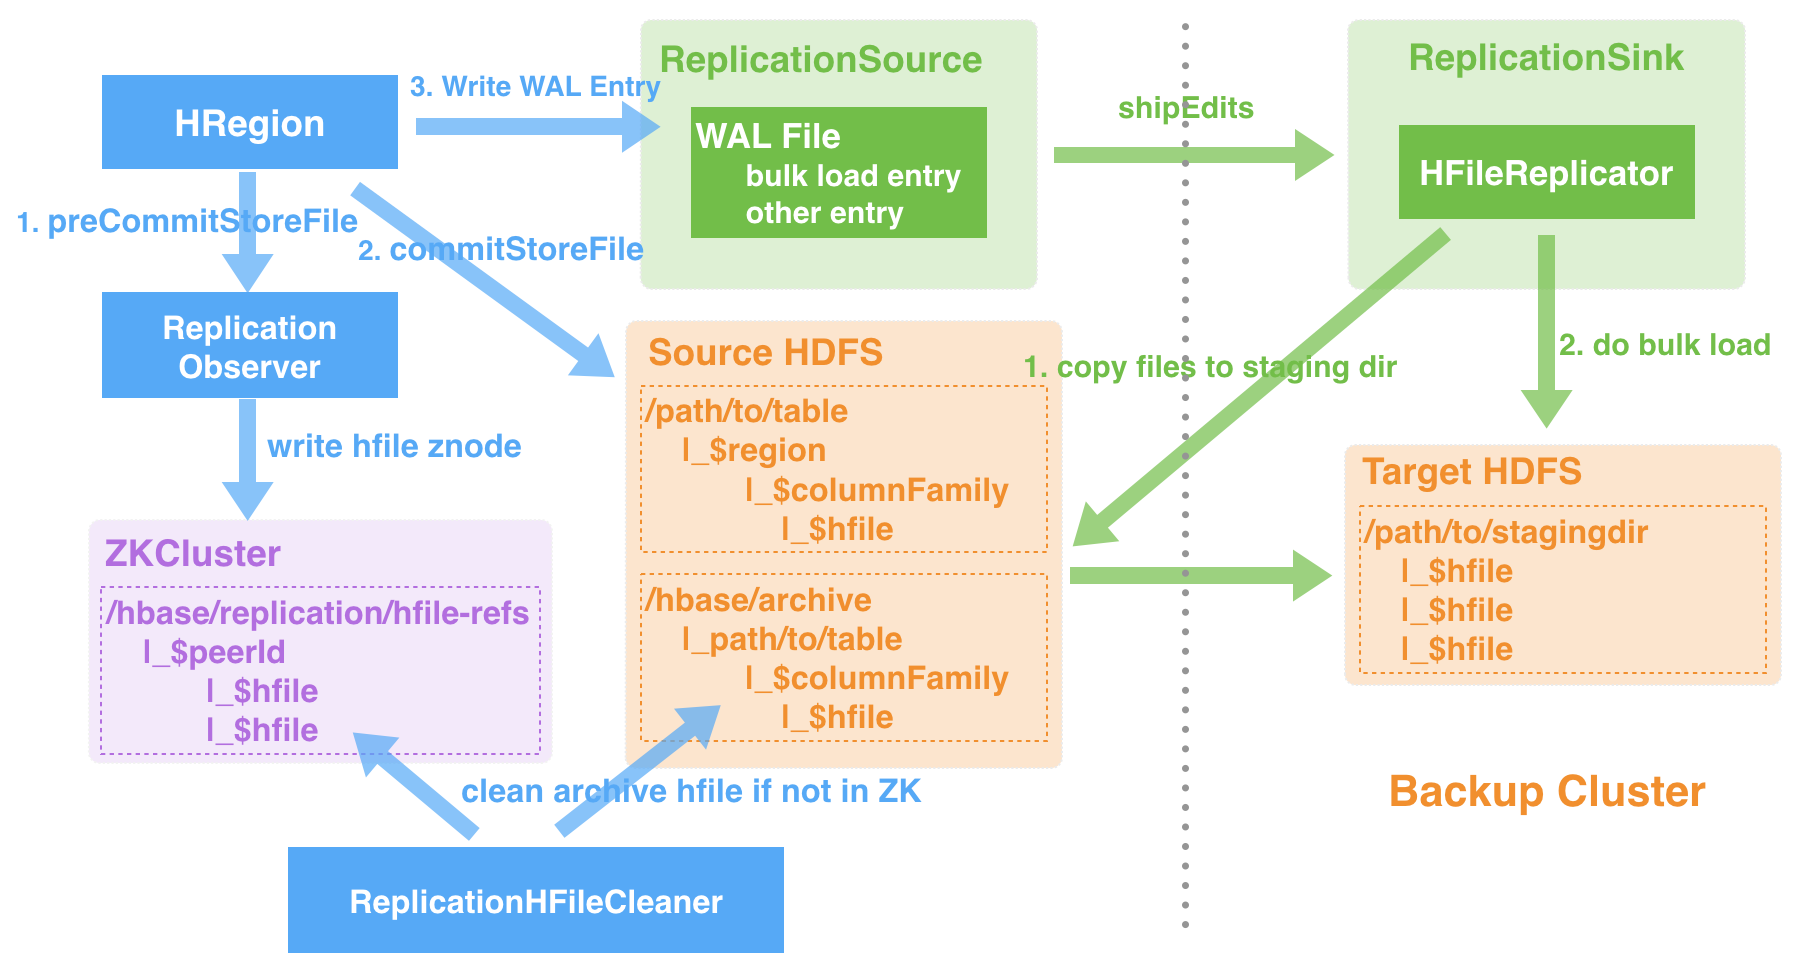 HRegion
3. Write WAL Entry
ReplicationSource
WAL File
bulk load entry
other entry
shipEdits
ReplicationSink
HFileReplicator
1. preCommitStoreFile
2. commitStoreFile
Replication
Observer
write hfile znode
ZKCluster
/hbase/replication/hfile-refs
l_$peerId
l_$hfile
l_$hfile
Source HDFS
/path/to/table
l_$region
l_$columnFamily
l_$hfile
/hbase/archive
l_path/to/table
l_$columnFamily
l_$hfile
1. copy files to staging dir
2. do bulk load
Target HDFS
/path/to/stagingdir
l_$hfile
l_$hfile
l_$hfile
clean archive hfile if not in ZK
Backup Cluster
ReplicationHFileCleaner